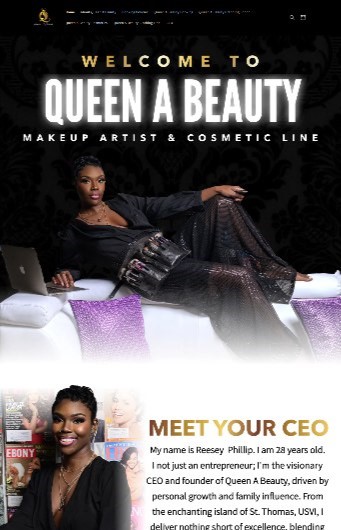 WELCOME TO
QUEEN A BEAUTY
MAKEUP ARTIST & COSMETIC LINE
EBONY
MEET YOUR CEO
My name is Reesey Phillip. I am 28 years old.
I not just an entrepreneur; I'm the visionary
CEO and founder of Queen A Beauty, driven by
personal growth and family influence. From
the enchanting island of St. Thomas, USVI, I
deliver nothing short of excellence, blending